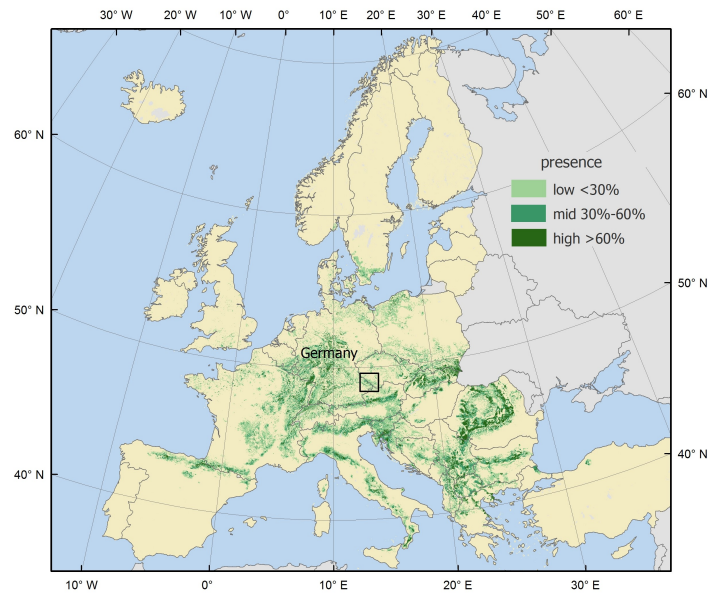 30° W 20° W 10° W 0° 10° E 20° E 30° E 40° E 50° E 60° E
60° N 60° N
presence
low <30%
mid 30%-60%
high >60%
50° N 50° N
Germany
40° N 40° N
10° W 0° 10° E 20° E 30° E